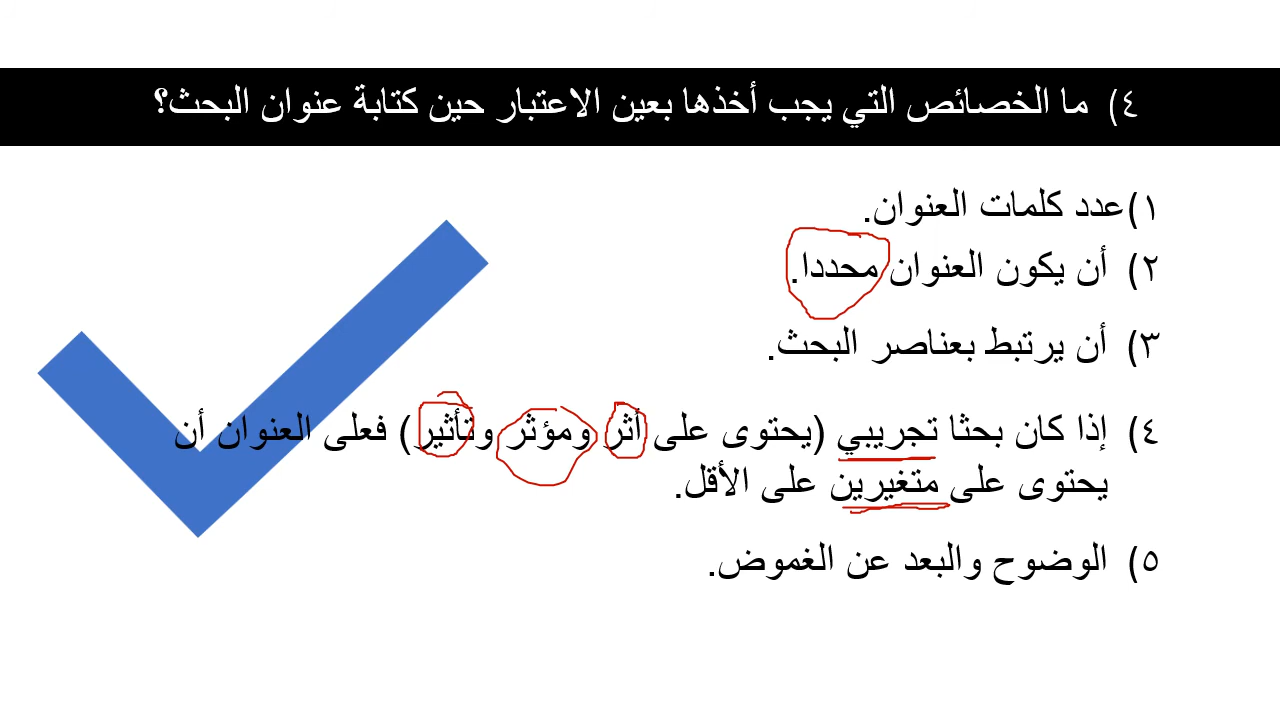 ٤) ما الخصائص التي يجب أخذها بعين الاعتبار حين كتابة عنوان البحث؟
١)عدد كلمات العنوان.
٢) أن يكون العنوان محددا.
٣) أن يرتبط بعناصر البحث.
٤) إذا كان بحثا تجريبي (يحتوى على أثر ومؤثر وتأثير) فعلى العنوان أن
يحتوى على متغيرين على الأقل.
٥) الوضوح والبعد عن الغموض.